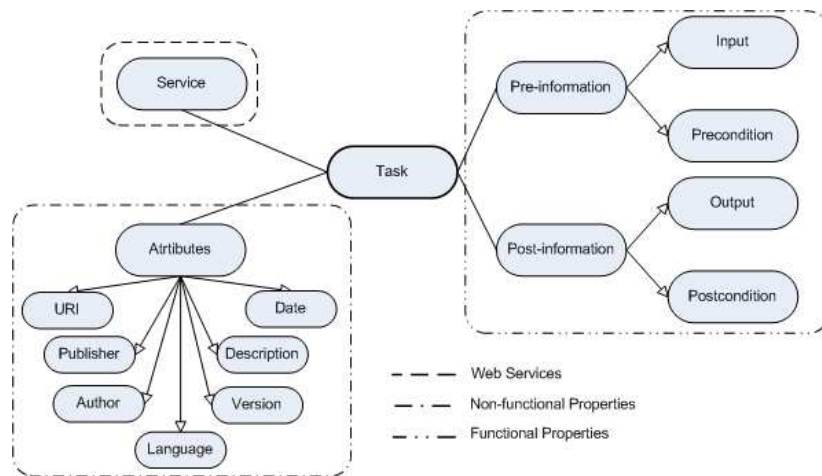 Service
Task
Pre-information
Input
Precondition
Post-information
Output
Postcondition
Atrtibutes
URI
Date
Publisher
Description
Author
Version
Language
Web Services
Non-functional Properties
Functional Properties